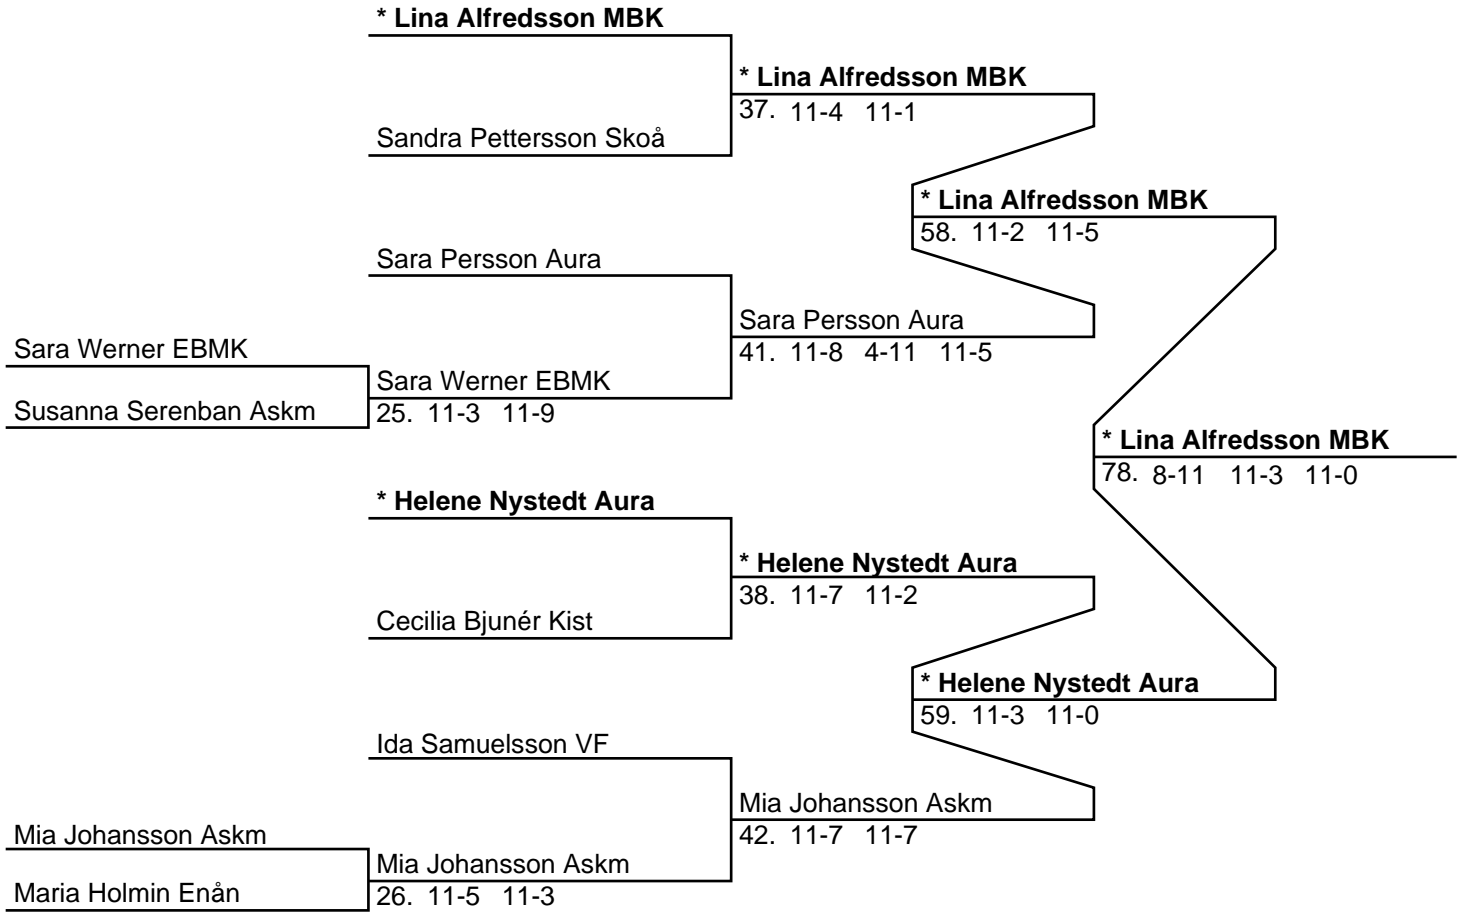 * Lina Alfredsson MBK
* Lina Alfredsson MBK
37. 11-4 11-1
Sandra Pettersson Skoå
* Lina Alfredsson MBK
58. 11-2 11-5
Sara Persson Aura
Sara Persson Aura
41. 11-8 4-11 11-5
Sara Werner EBMK
Sara Werner EBMK
25. 11-3 11-9
Susanna Serenban Askm
* Lina Alfredsson MBK
78. 8-11 11-3 11-0
* Helene Nystedt Aura
* Helene Nystedt Aura
38. 11-7 11-2
Cecilia Bjunér Kist
* Helene Nystedt Aura
59. 11-3 11-0
Ida Samuelsson VF
Mia Johansson Askm
42. 11-7 11-7
Mia Johansson Askm
Mia Johansson Askm
26. 11-5 11-3
Maria Holmin Enån